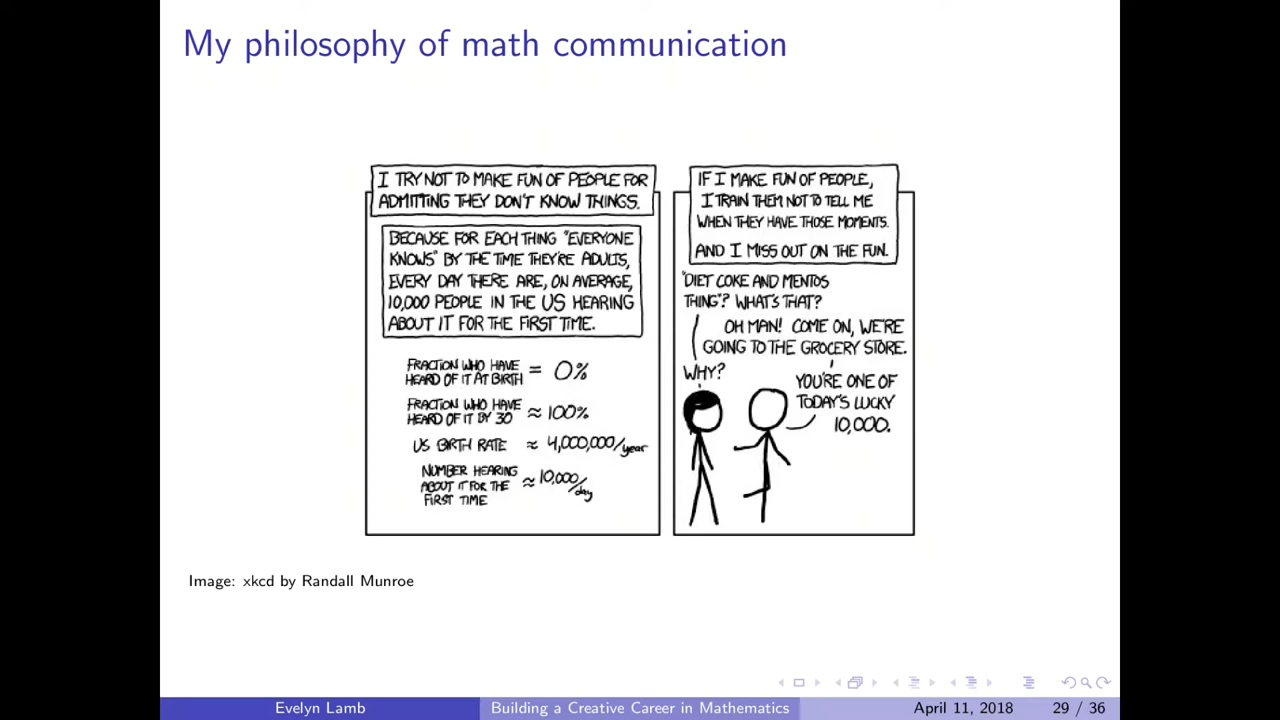 My philosophy of math communication
I TRY NOT TO MAKE FUN OF PEOPLE FOR
ADMITTING THEY DON'T KNOW THINGS.
BECAUSE FOR EACH THING "EVERYONE
KNOWS" BY THE TIME THEY'RE ADULTS,
EVERY DAY THERE ARE, ON AVERAGE,
10,000 PEOPLE IN THE US HEARING
ABOUT IT FOR THE FIRST TIME.
FRACTION WHO HAVE
HEARD OF IT AT BIRTH = 0%
FRACTION WHO HAVE
HEARD OF IT BY 30 ≈ 100%
US BIRTH RATE ≈ 4,000,000/year
NUMBER HEARING
ABOUT IT FOR THE ≈ 10,000/day
FIRST TIME
IF I MAKE FUN OF PEOPLE,
I TRAIN THEM NOT TO TELL ME
WHEN THEY HAVE THOSE MOMENTS.
AND I MISS OUT ON THE FUN.
"DIET COKE AND MENTOS
THING"? WHAT'S THAT?
OH MAN! COME ON, WE'RE
GOING TO THE GROCERY STORE.
WHY?
YOU'RE ONE OF
TODAY'S LUCKY
10,000.
Image: xkcd by Randall Munroe
Evelyn Lamb Building a Creative Career in Mathematics April 11, 2018 29 / 36